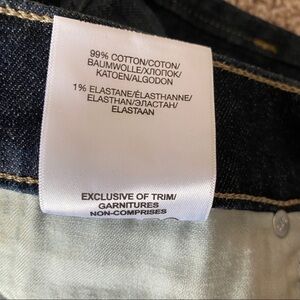 99% COTTON/COTON/
BAUMWOLLE/ХЛОПОК/
KATOEN/ALGODON
1% ELASTANE/ÉLASTHANNE/
ELASTHAN/ЭЛАСТАН/
ELASTAAN
EXCLUSIVE OF TRIM/
GARNITURES
NON-COMPRISES